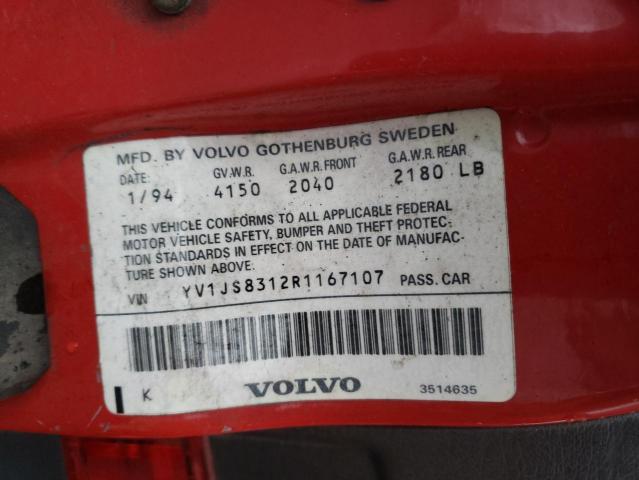 MFD. BY VOLVO GOTHENBURG SWEDEN
DATE: G.V.W.R. G.A.W.R. FRONT G.A.W.R. REAR
1/94 4150 2040 2180 LB
THIS VEHICLE CONFORMS TO ALL APPLICABLE FEDERAL
MOTOR VEHICLE SAFETY, BUMPER AND THEFT PROTEC-
TION STANDARDS IN EFFECT ON THE DATE OF MANUFAC-
TURE SHOWN ABOVE.
VIN YV1JS8312R1167107 PASS. CAR
K VOLVO 3514635